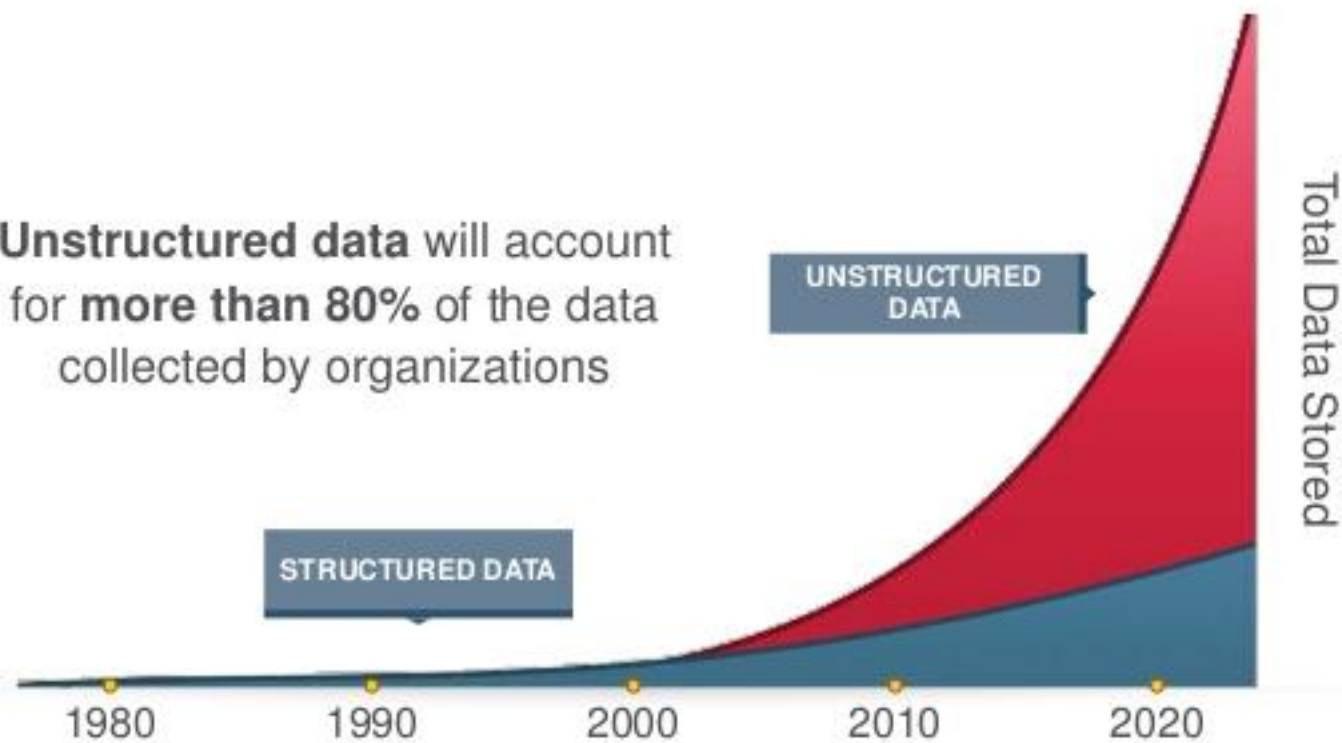 Unstructured data will account
for more than 80% of the data
collected by organizations
UNSTRUCTURED
DATA
STRUCTURED DATA
Total Data Stored
1980 1990 2000 2010 2020